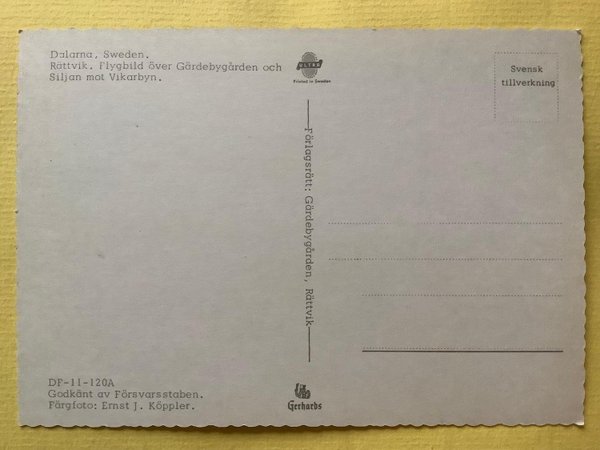 Dalarna, Sweden.
Rättvik. Flygbild över Gärdebygården och
Siljan mot Vikarbyn.
ULTRA
Printed in Sweden
Svensk
tillverkning
Förlagsrätt: Gärdebygården, Rättvik
DF-11-120A
Godkänt av Försvarsstaben.
Färgfoto: Ernst J. Köppler.
Gerhards